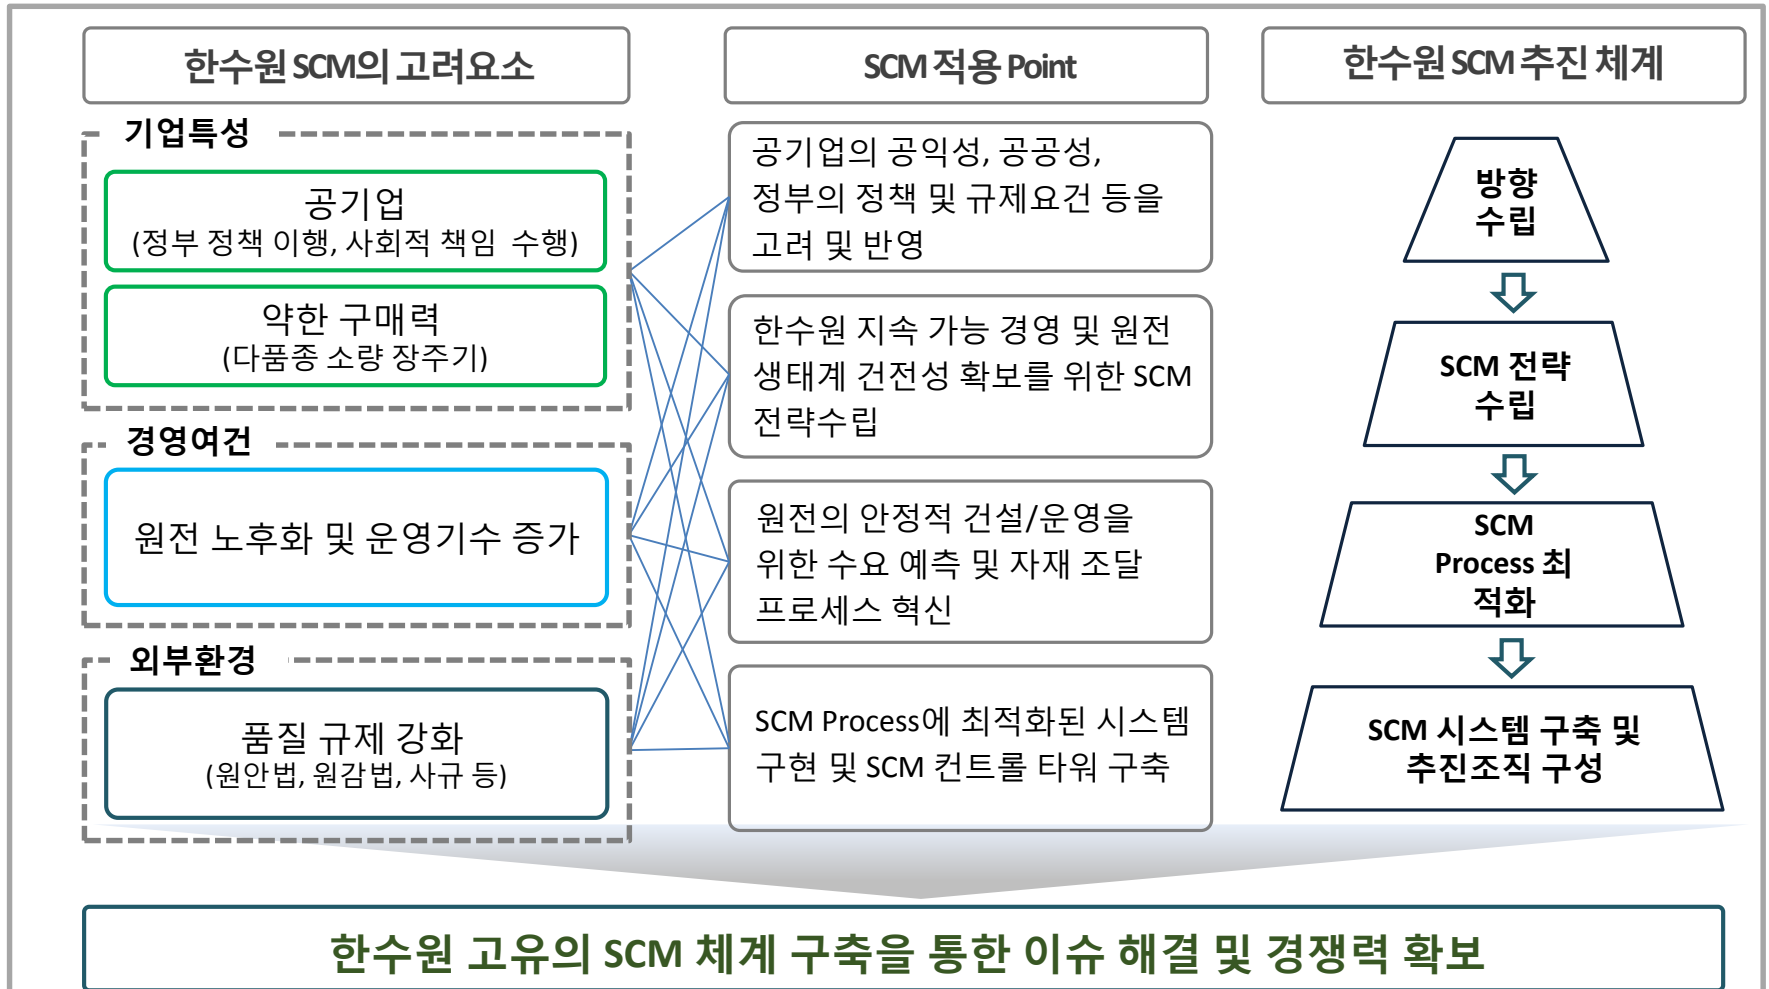 한수원 SCM의 고려요소
기업특성
공기업
(정부 정책 이행, 사회적 책임 수행)
약한 구매력
(다품종 소량 장주기)
경영여건
원전 노후화 및 운영기수 증가
외부환경
품질 규제 강화
(원안법, 원감법, 사규 등)
SCM 적용 Point
공기업의 공익성, 공공성,
정부의 정책 및 규제요건 등을
고려 및 반영
한수원 지속 가능 경영 및 원전
생태계 건전성 확보를 위한 SCM
전략수립
원전의 안정적 건설/운영을
위한 수요 예측 및 자재 조달
프로세스 혁신
SCM Process에 최적화된 시스템
구현 및 SCM 컨트롤 타워 구축
한수원 SCM 추진 체계
방향
수립
SCM 전략
수립
SCM
Process 최
적화
SCM 시스템 구축 및
추진조직 구성
한수원 고유의 SCM 체계 구축을 통한 이슈 해결 및 경쟁력 확보